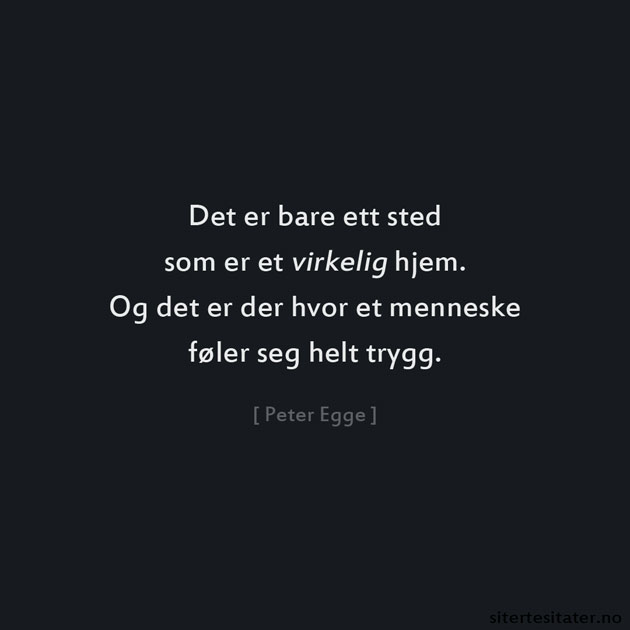 Det er bare ett sted
som er et virkelig hjem.
Og det er der hvor et menneske
føler seg helt trygg.
[ Peter Egge ]
sitertesitater.no